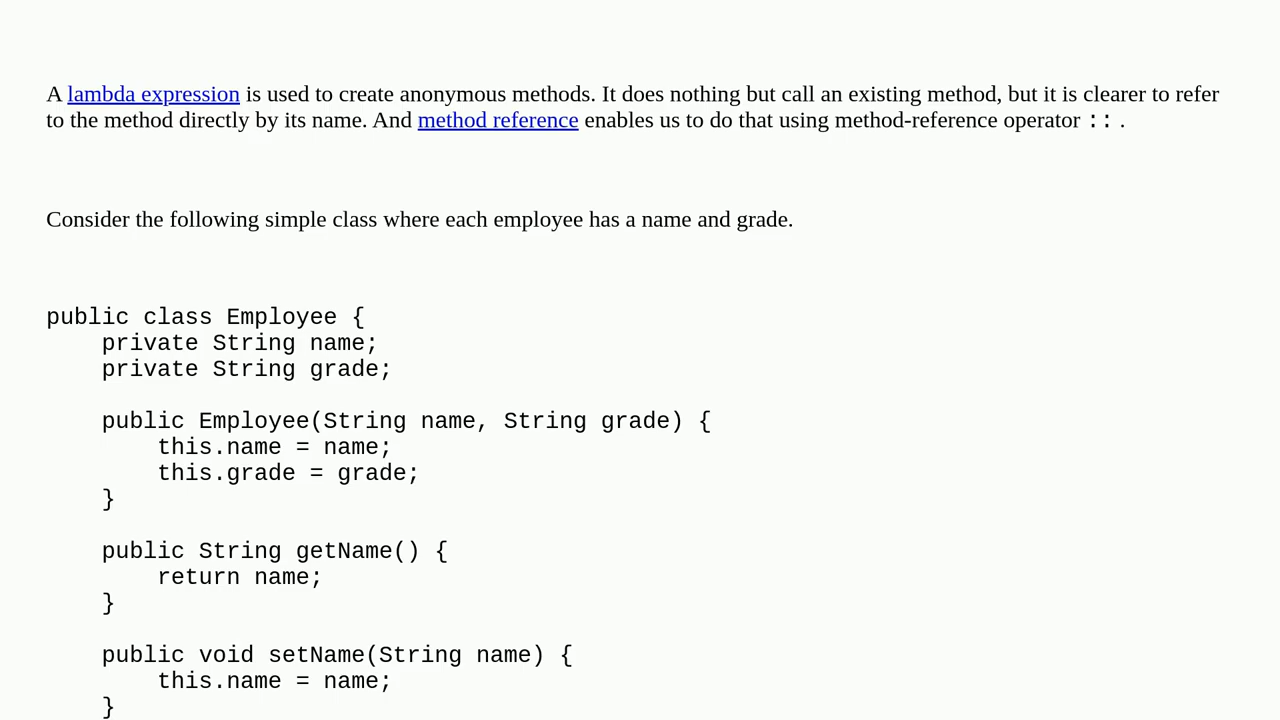 A lambda expression is used to create anonymous methods. It does nothing but call an existing method, but it is clearer to refer
to the method directly by its name. And method reference enables us to do that using method-reference operator :: .
Consider the following simple class where each employee has a name and grade.
public class Employee {
    private String name;
    private String grade;
    public Employee(String name, String grade) {
        this.name = name;
        this.grade = grade;
    }
    public String getName() {
        return name;
    }
    public void setName(String name) {
        this.name = name;
    }